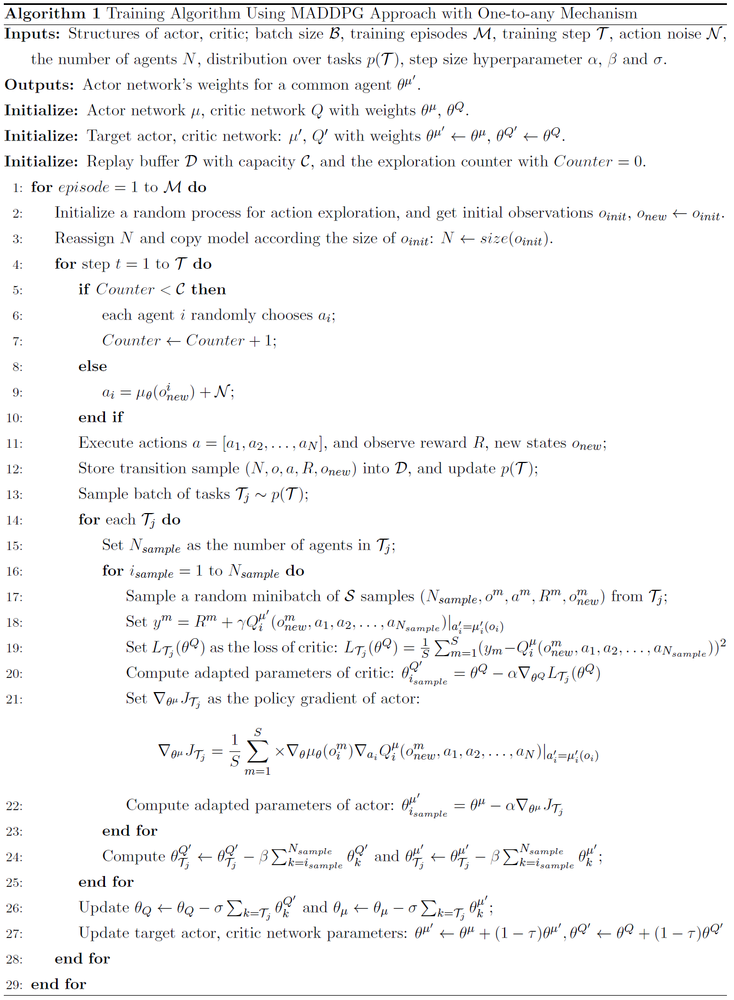 Algorithm 1 Training Algorithm Using MADDPG Approach with One-to-any Mechanism
Inputs: Structures of actor, critic; batch size $\mathcal{B}$, training episodes $\mathcal{M}$, training step $\mathcal{T}$, action noise $\mathcal{N}$,
the number of agents $N$, distribution over tasks $p(\mathcal{T})$, step size hyperparameter $\alpha$, $\beta$ and $\sigma$.
Outputs: Actor network's weights for a common agent $\theta^{\mu'}$.
Initialize: Actor network $\mu$, critic network $Q$ with weights $\theta^{\mu}$, $\theta^{Q}$.
Initialize: Target actor, critic network: $\mu'$, $Q'$ with weights $\theta^{\mu'} \leftarrow \theta^{\mu}$, $\theta^{Q'} \leftarrow \theta^{Q}$.
Initialize: Replay buffer $\mathcal{D}$ with capacity $\mathcal{C}$, and the exploration counter with $Counter = 0$.
1: for $episode = 1$ to $\mathcal{M}$ do
2: Initialize a random process for action exploration, and get initial observations $o_{init}$, $o_{new} \leftarrow o_{init}$.
3: Reassign $N$ and copy model according the size of $o_{init}$: $N \leftarrow size(o_{init})$.
4: for step $t = 1$ to $\mathcal{T}$ do
5: if $Counter < \mathcal{C}$ then
6: each agent $i$ randomly chooses $a_i$;
7: $Counter \leftarrow Counter + 1$;
8: else
9: $a_i = \mu_{\theta}(o^i_{new}) + \mathcal{N}$;
10: end if
11: Execute actions $a = [a_1, a_2, \ldots, a_N]$, and observe reward $R$, new states $o_{new}$;
12: Store transition sample $(N, o, a, R, o_{new})$ into $\mathcal{D}$, and update $p(\mathcal{T})$;
13: Sample batch of tasks $\mathcal{T}_j \sim p(\mathcal{T})$;
14: for each $\mathcal{T}_j$ do
15: Set $N_{sample}$ as the number of agents in $\mathcal{T}_j$;
16: for $i_{sample} = 1$ to $N_{sample}$ do
17: Sample a random minibatch of $\mathcal{S}$ samples $(N_{sample}, o^m, a^m, R^m, o^m_{new})$ from $\mathcal{T}_j$;
18: Set $y^m = R^m + \gamma Q_i^{\mu'}(o^m_{new}, a_1, a_2, \ldots, a_{N_{sample}})|_{a'_i = \mu'_i(o_i)}$
19: Set $L_{\mathcal{T}_j}(\theta^Q)$ as the loss of critic: $L_{\mathcal{T}_j}(\theta^Q) = \frac{1}{S} \sum_{m=1}^{S} (y_m - Q_i^{\mu}(o^m_{new}, a_1, a_2, \ldots, a_{N_{sample}}))^2$
20: Compute adapted parameters of critic: $\theta^{Q'}_{i_{sample}} = \theta^Q - \alpha \nabla_{\theta^Q} L_{\mathcal{T}_j}(\theta^Q)$
21: Set $\nabla_{\theta^{\mu}} J_{\mathcal{T}_j}$ as the policy gradient of actor:
$\nabla_{\theta^{\mu}} J_{\mathcal{T}_j} = \frac{1}{S} \sum_{m=1}^{S} \times \nabla_{\theta} \mu_{\theta}(o_i^m) \nabla_{a_i} Q_i^{\mu}(o^m_{new}, a_1, a_2, \ldots, a_N)|_{a'_i = \mu'_i(o_i)}$
22: Compute adapted parameters of actor: $\theta^{\mu'}_{i_{sample}} = \theta^{\mu} - \alpha \nabla_{\theta^{\mu}} J_{\mathcal{T}_j}$
23: end for
24: Compute $\theta^{Q'}_{\mathcal{T}_j} \leftarrow \theta^{Q'}_{\mathcal{T}_j} - \beta \sum_{k=i_{sample}}^{N_{sample}} \theta_k^{Q'}$ and $\theta^{\mu'}_{\mathcal{T}_j} \leftarrow \theta^{\mu'}_{\mathcal{T}_j} - \beta \sum_{k=i_{sample}}^{N_{sample}} \theta_k^{\mu'}$;
25: end for
26: Update $\theta_Q \leftarrow \theta_Q - \sigma \sum_{k=\mathcal{T}_j} \theta_k^{Q'}$ and $\theta_{\mu} \leftarrow \theta_{\mu} - \sigma \sum_{k=\mathcal{T}_j} \theta_k^{\mu'}$;
27: Update target actor, critic network parameters: $\theta^{\mu'} \leftarrow \theta^{\mu} + (1 - \tau)\theta^{\mu'}, \theta^{Q'} \leftarrow \theta^{Q} + (1 - \tau)\theta^{Q'}$
28: end for
29: end for